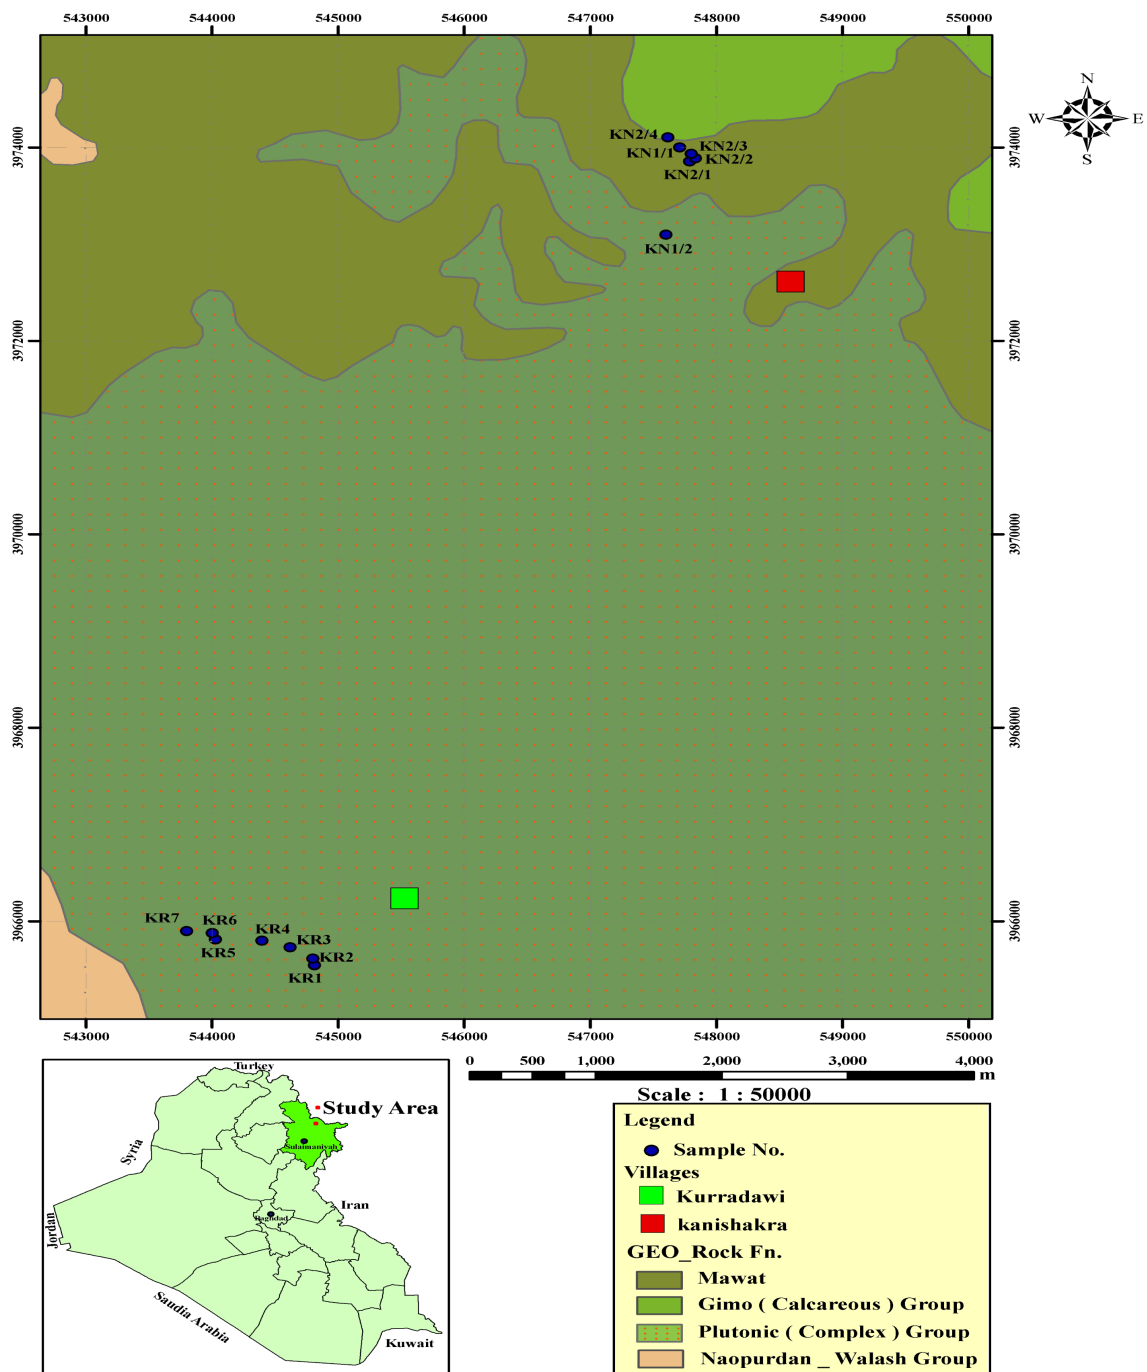 543000 544000 545000 546000 547000 548000 549000 550000
N
W E
S
3974000 3974000
KN2/4
KN1/1
KN2/3
KN2/2
KN2/1
KN1/2
3972000 3972000
3970000 3970000
3968000 3968000
3966000 3966000
KR7
KR6
KR5
KR4
KR3
KR2
KR1
543000 544000 545000 546000 547000 548000 549000 550000
0 500 1,000 2,000 3,000 4,000
m
Scale : 1 : 50000
Turkey
Study Area
Sulaimaniyah
Syria
Iran
Baghdad
Jordan
Saudia Arabia
Kuwait
Legend
Sample No.
Villages
Kurradawi
kanishakra
GEO_Rock Fn.
Mawat
Gimo ( Calcareous ) Group
Plutonic ( Complex ) Group
Naopurdan _ Walash Group